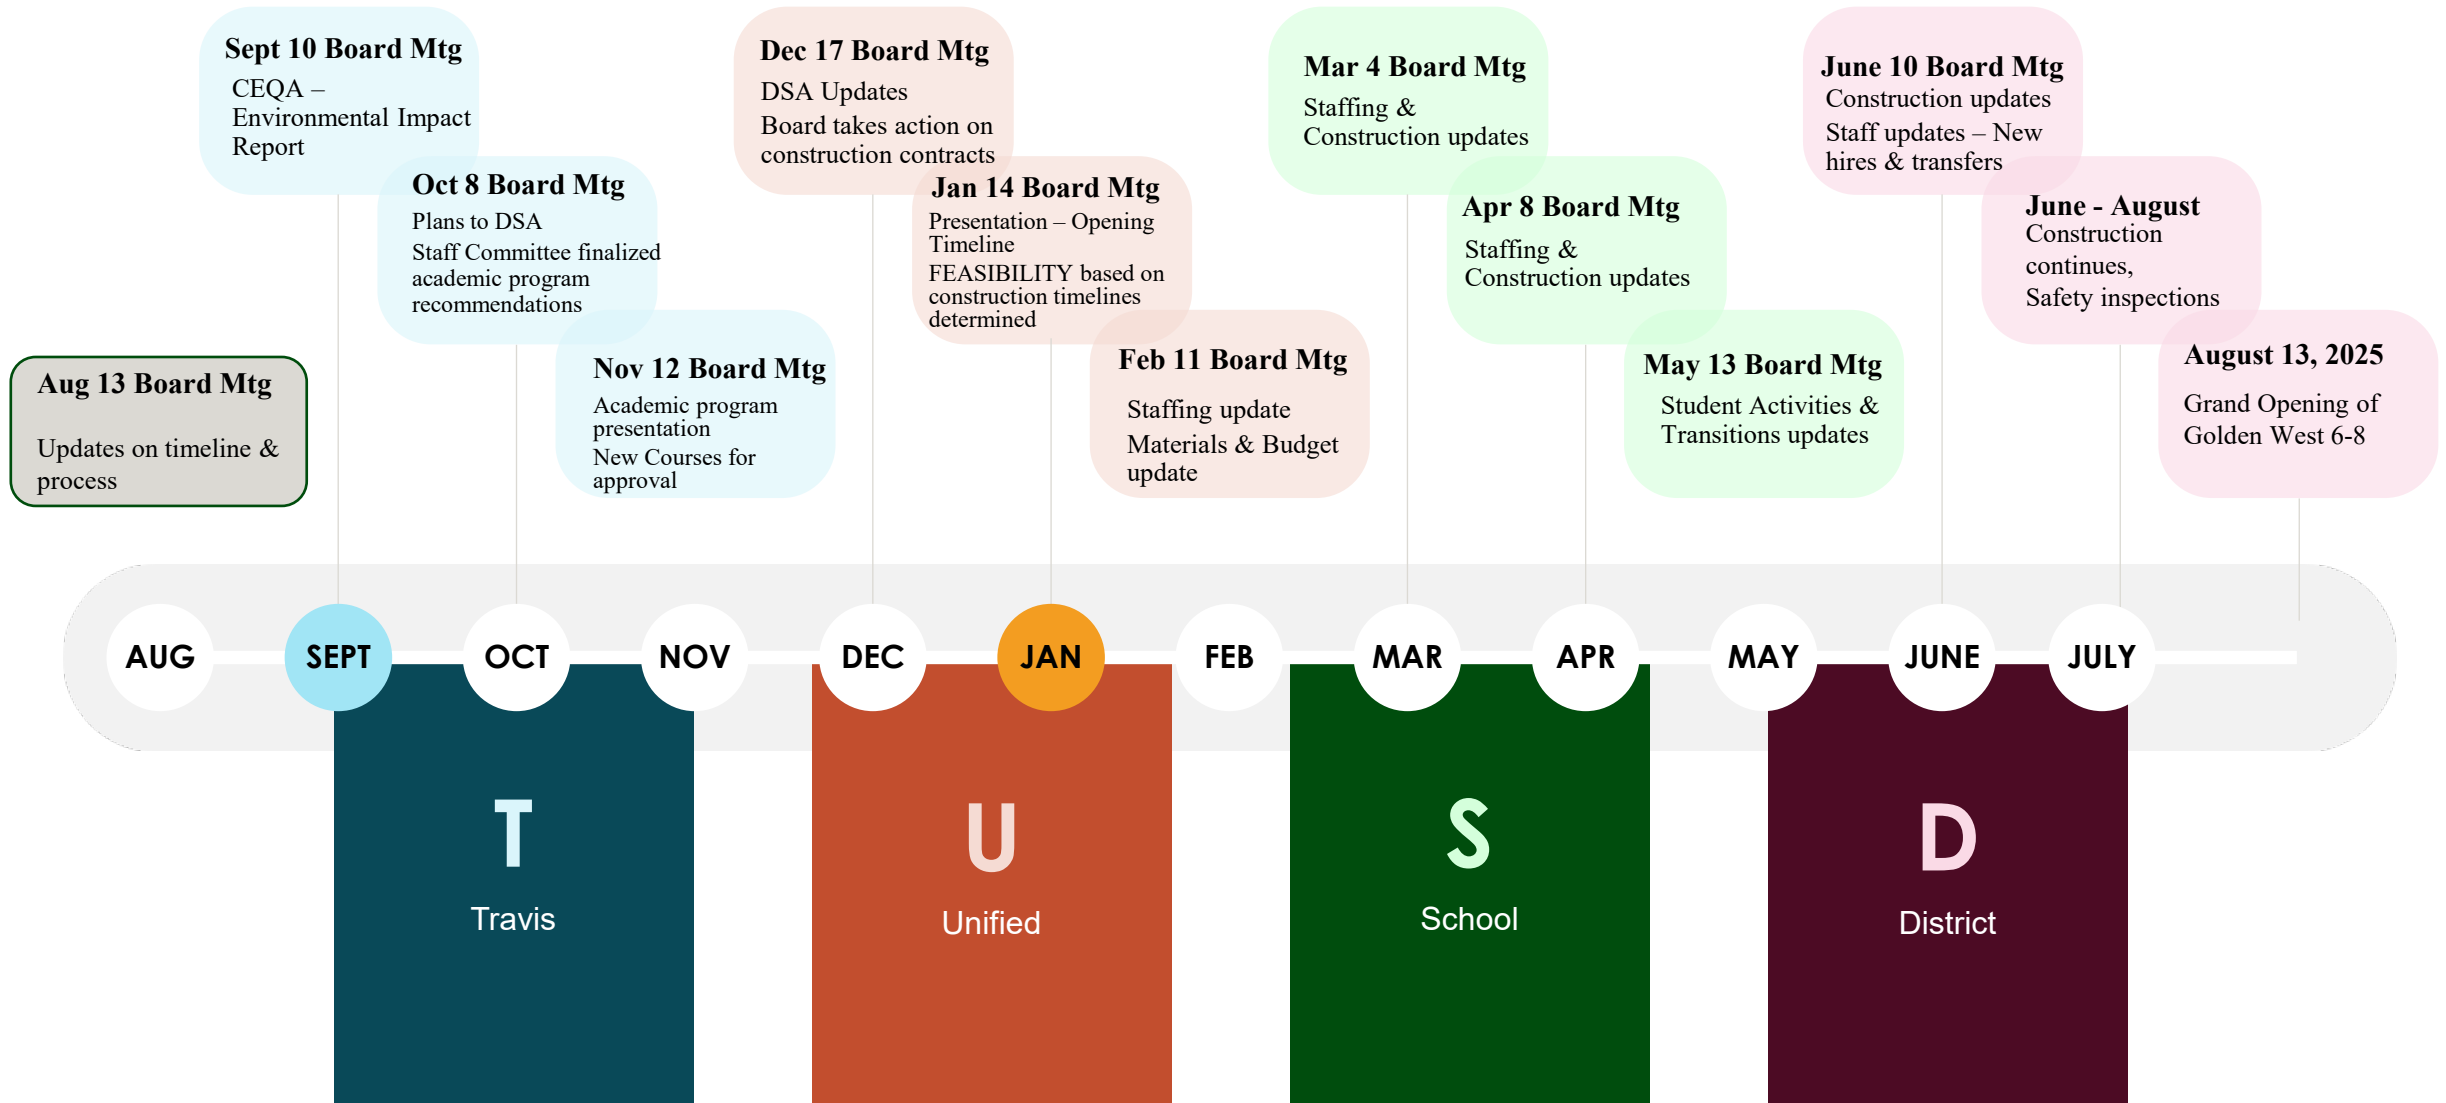 Aug 13 Board Mtg
Updates on timeline &
process
Sept 10 Board Mtg
CEQA –
Environmental Impact
Report
Oct 8 Board Mtg
Plans to DSA
Staff Committee finalized
academic program
recommendations
Nov 12 Board Mtg
Academic program
presentation
New Courses for
approval
Dec 17 Board Mtg
DSA Updates
Board takes action on
construction contracts
Jan 14 Board Mtg
Presentation – Opening
Timeline
FEASIBILITY based on
construction timelines
determined
Feb 11 Board Mtg
Staffing update
Materials & Budget
update
Mar 4 Board Mtg
Staffing &
Construction updates
Apr 8 Board Mtg
Staffing &
Construction updates
May 13 Board Mtg
Student Activities &
Transitions updates
June 10 Board Mtg
Construction updates
Staff updates – New
hires & transfers
June - August
Construction
continues,
Safety inspections
August 13, 2025
Grand Opening of
Golden West 6-8
AUG SEPT OCT NOV DEC JAN FEB MAR APR MAY JUNE JULY
T
Travis
U
Unified
S
School
D
District